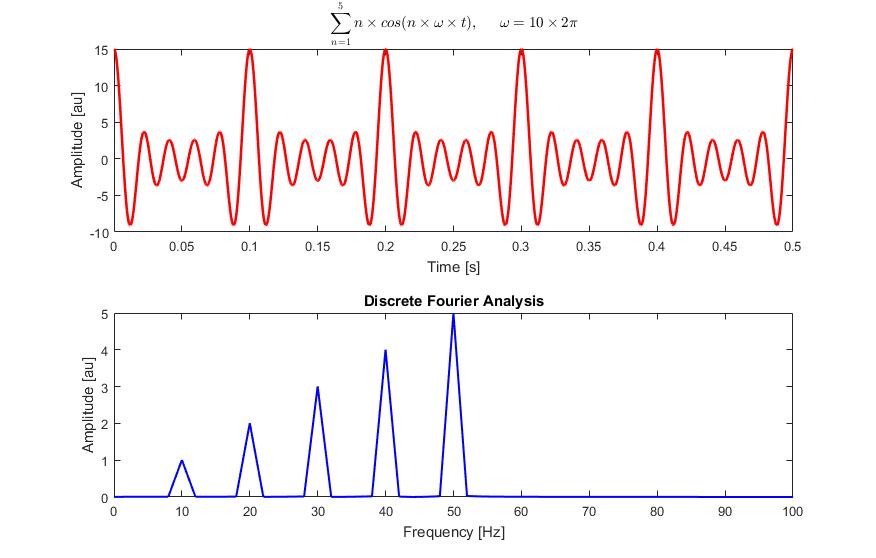 5
∑ n × cos(n × ω × t),   ω = 10 × 2π
n=1
15
10
5
0
-5
-10
Amplitude [au]
0 0.05 0.1 0.15 0.2 0.25 0.3 0.35 0.4 0.45 0.5
Time [s]
Discrete Fourier Analysis
5
4
3
2
1
0
Amplitude [au]
0 10 20 30 40 50 60 70 80 90 100
Frequency [Hz]